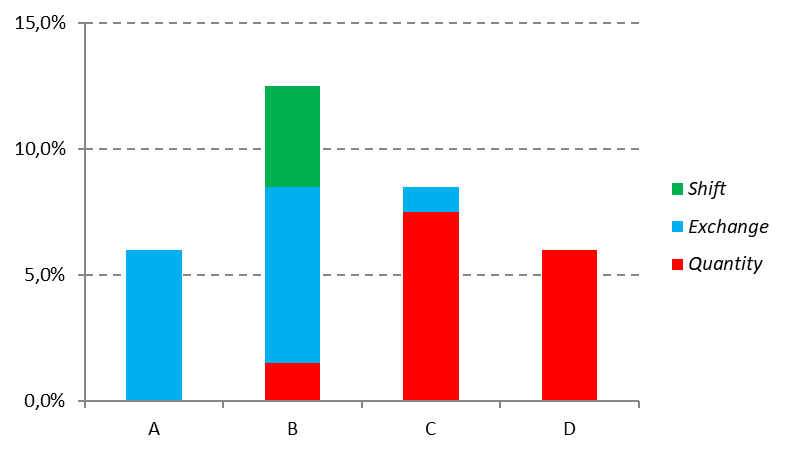 15,0%
10,0%
5,0%
0,0%
A B C D
Shift
Exchange
Quantity